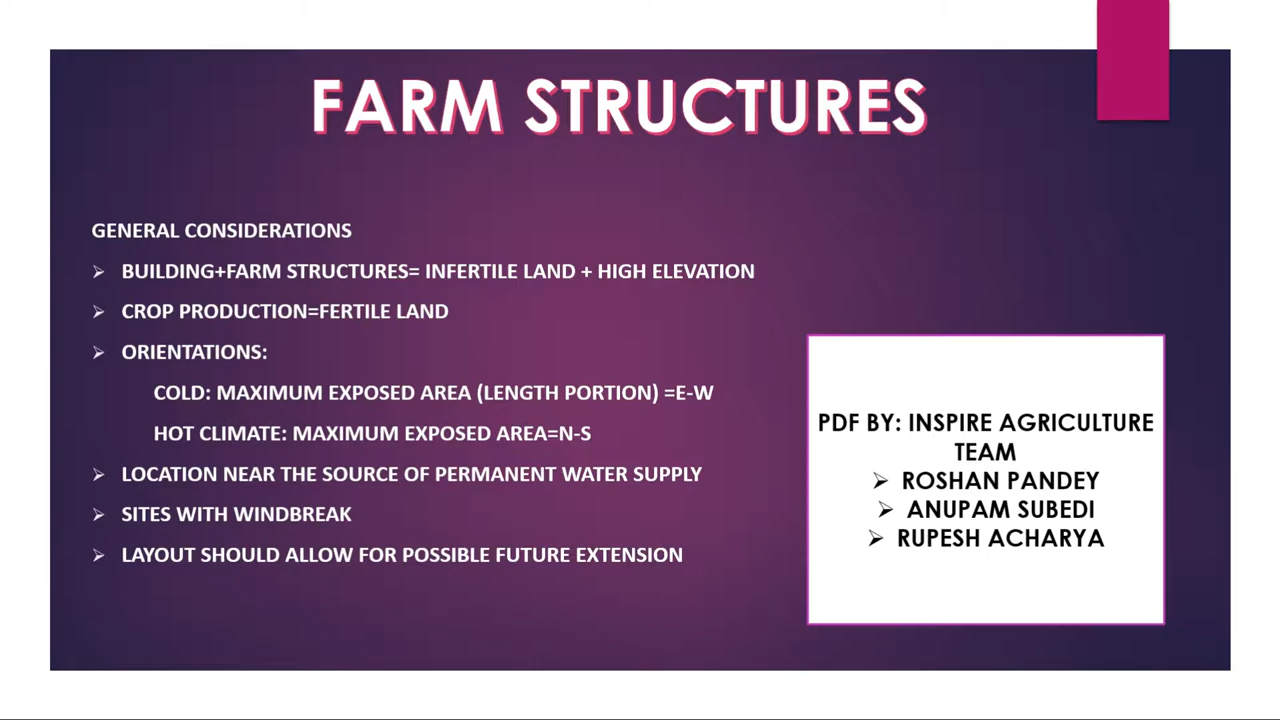 FARM STRUCTURES
GENERAL CONSIDERATIONS
➢ BUILDING+FARM STRUCTURES= INFERTILE LAND + HIGH ELEVATION
➢ CROP PRODUCTION=FERTILE LAND
➢ ORIENTATIONS:
COLD: MAXIMUM EXPOSED AREA (LENGTH PORTION) =E-W
HOT CLIMATE: MAXIMUM EXPOSED AREA=N-S
➢ LOCATION NEAR THE SOURCE OF PERMANENT WATER SUPPLY
➢ SITES WITH WINDBREAK
➢ LAYOUT SHOULD ALLOW FOR POSSIBLE FUTURE EXTENSION
PDF BY: INSPIRE AGRICULTURE
TEAM
➢ ROSHAN PANDEY
➢ ANUPAM SUBEDI
➢ RUPESH ACHARYA